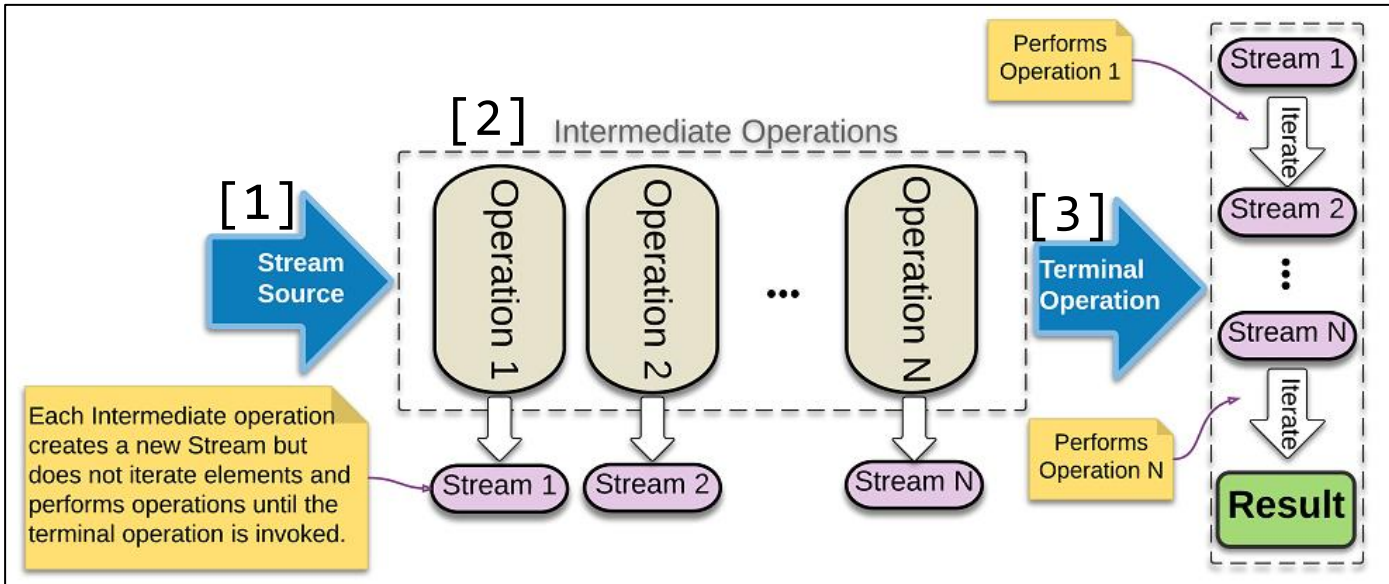 [1]
Stream
Source
[2]
Intermediate Operations
Operation 1
Operation 2
...
Operation N
Stream 1
Stream 2
Stream N
Each Intermediate operation
creates a new Stream but
does not iterate elements and
performs operations until the
terminal operation is invoked.
[3]
Terminal
Operation
Performs
Operation 1
Stream 1
Iterate
Stream 2
...
Stream N
Iterate
Performs
Operation N
Result